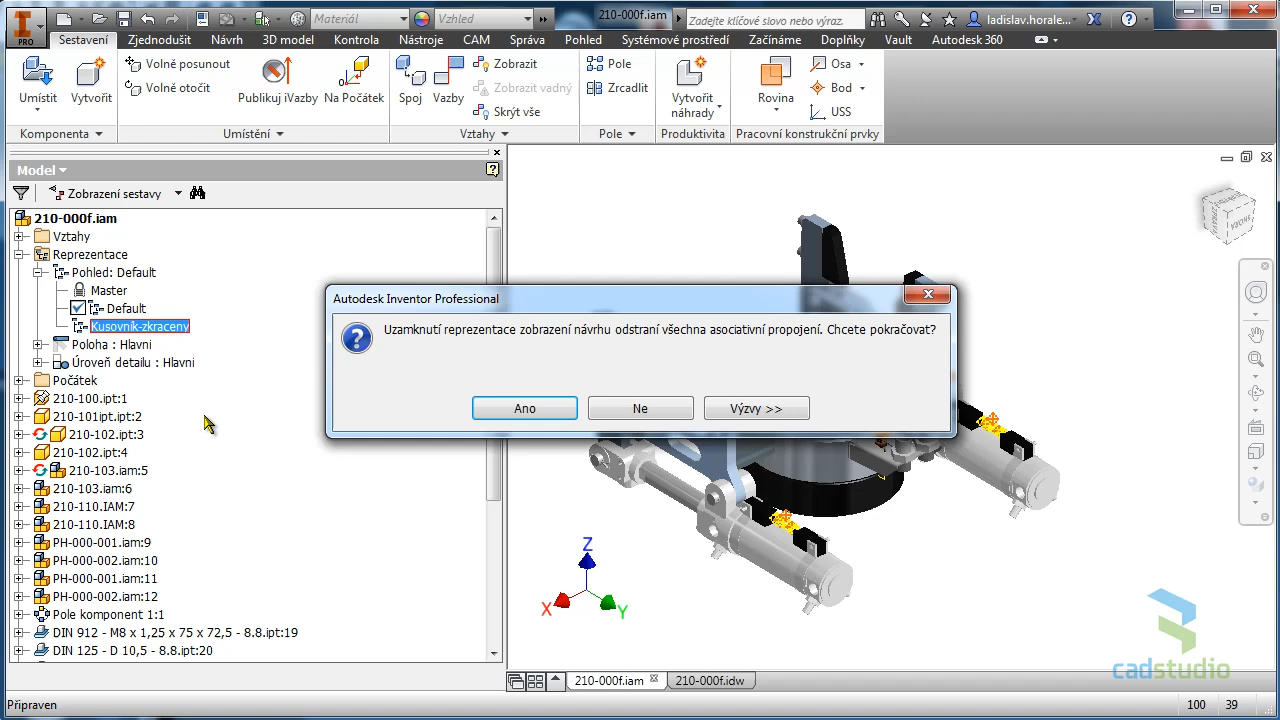 Materiál
Vzhled
210-000f.iam
Zadejte klíčové slovo nebo výraz.
ladislav.horale...
PRO
Sestavení
Zjednodušit
Návrh
3D model
Kontrola
Nástroje
CAM
Správa
Pohled
Systémové prostředí
Začínáme
Doplňky
Vault
Autodesk 360
Umístit
Vytvořit
Volně posunout
Volně otočit
Publikuj iVazby
Na Počátek
Spoj
Vazby
Zobrazit
Zobrazit vadný
Skrýt vše
Pole
Zrcadlit
Vytvořit
náhrady
Rovina
Osa
Bod
USS
Komponenta
Umístění
Vztahy
Pole
Produktivita
Pracovní konstrukční prvky
Model
Zobrazení sestavy
210-000f.iam
Vztahy
Reprezentace
Pohled: Default
Master
Default
Kusovník-zkraceny
Poloha : Hlavni
Úroveň detailu : Hlavni
Počátek
210-100.ipt:1
210-101ipt.ipt:2
210-102.ipt:3
210-102.ipt:4
210-103.iam:5
210-103.iam:6
210-110.IAM:7
210-110.IAM:8
PH-000-001.iam:9
PH-000-002.iam:10
PH-000-001.iam:11
PH-000-002.iam:12
Pole komponent 1:1
DIN 912 - M8 x 1,25 x 75 x 72,5 - 8.8.ipt:19
DIN 125 - D 10,5 - 8.8.ipt:20
Autodesk Inventor Professional
Uzamknutí reprezentace zobrazení návrhu odstraní všechna asociativní propojení. Chcete pokračovat?
Ano
Ne
Výzvy >>
Z
X
Y
cadstudio
210-000f.iam
210-000f.idw
Připraven
100
39